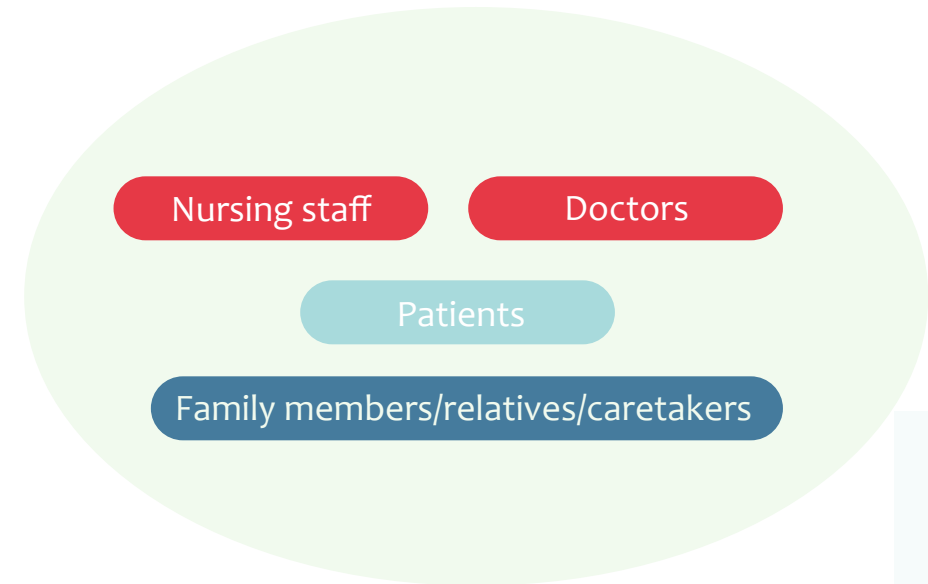 Nursing staff
Doctors
Patients
Family members/relatives/caretakers